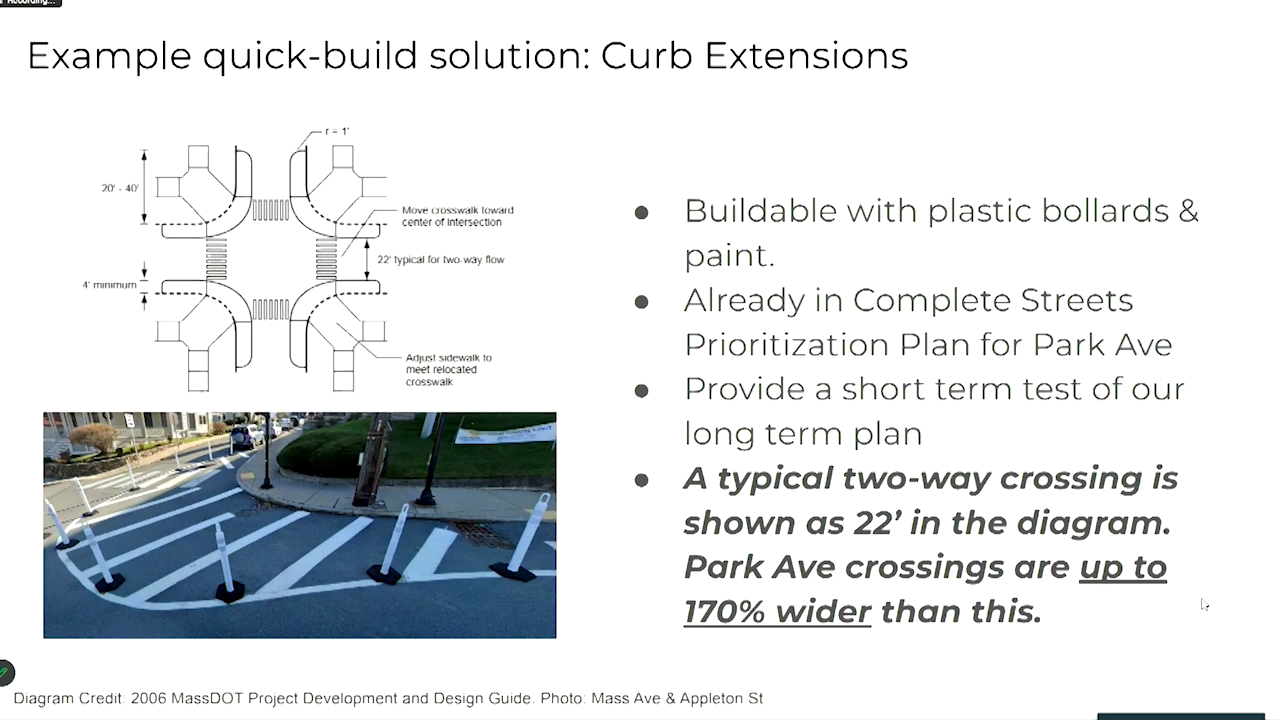 Example quick-build solution: Curb Extensions
r = 1'
20' - 40'
Move crosswalk toward
center of intersection
22' typical for two-way flow
4' minimum
Adjust sidewalk to
meet relocated
crosswalk
● Buildable with plastic bollards &
paint.
● Already in Complete Streets
Prioritization Plan for Park Ave
● Provide a short term test of our
long term plan
● A typical two-way crossing is
shown as 22’ in the diagram.
Park Ave crossings are up to
170% wider than this.
Diagram Credit: 2006 MassDOT Project Development and Design Guide. Photo: Mass Ave & Appleton St